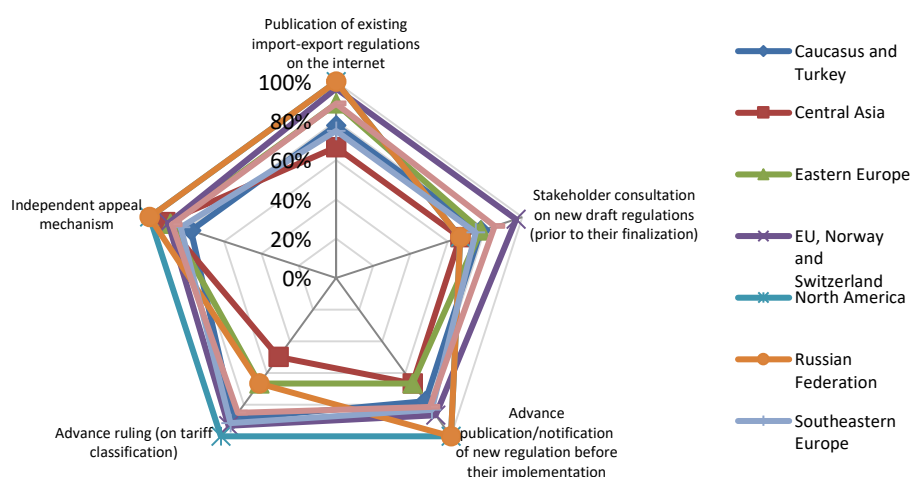 Publication of existing
import-export regulations
on the internet
100%
80%
60%
40%
20%
0%
Stakeholder consultation
on new draft regulations
(prior to their finalization)
Advance
publication/notification
of new regulation before
their implementation
Advance ruling (on tariff
classification)
Independent appeal
mechanism
Caucasus and
Turkey
Central Asia
Eastern Europe
EU, Norway
and
Switzerland
North America
Russian
Federation
Southeastern
Europe